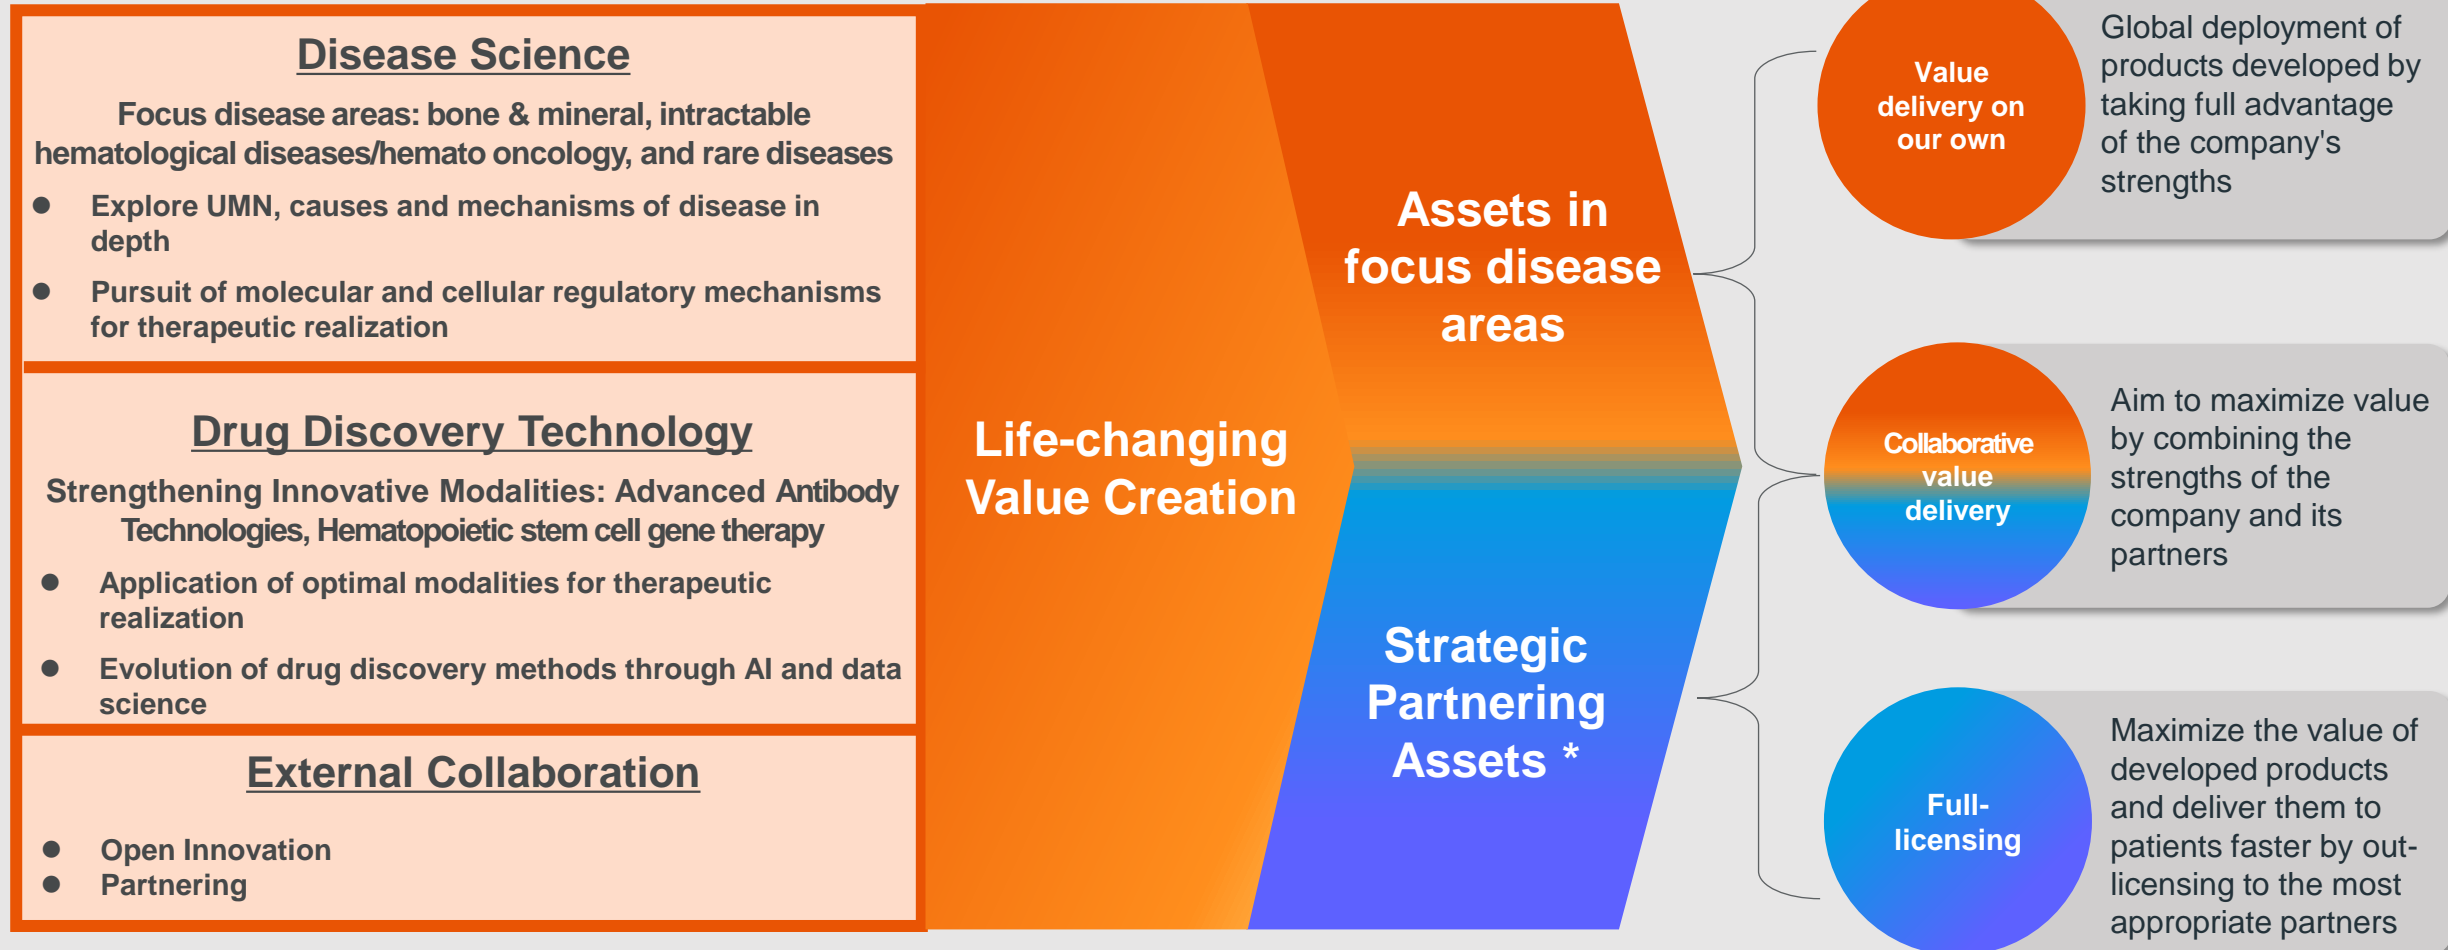 Disease Science
Focus disease areas: bone & mineral, intractable
hematological diseases/hemato oncology, and rare diseases
● Explore UMN, causes and mechanisms of disease in
depth
● Pursuit of molecular and cellular regulatory mechanisms
for therapeutic realization
Drug Discovery Technology
Strengthening Innovative Modalities: Advanced Antibody
Technologies, Hematopoietic stem cell gene therapy
● Application of optimal modalities for therapeutic
realization
● Evolution of drug discovery methods through AI and data
science
External Collaboration
● Open Innovation
● Partnering
Life-changing
Value Creation
Assets in
focus disease
areas
Strategic
Partnering
Assets *
Value
delivery on
our own
Global deployment of
products developed by
taking full advantage
of the company's
strengths
Collaborative
value
delivery
Aim to maximize value
by combining the
strengths of the
company and its
partners
Full-
licensing
Maximize the value of
developed products
and deliver them to
patients faster by out-
licensing to the most
appropriate partners